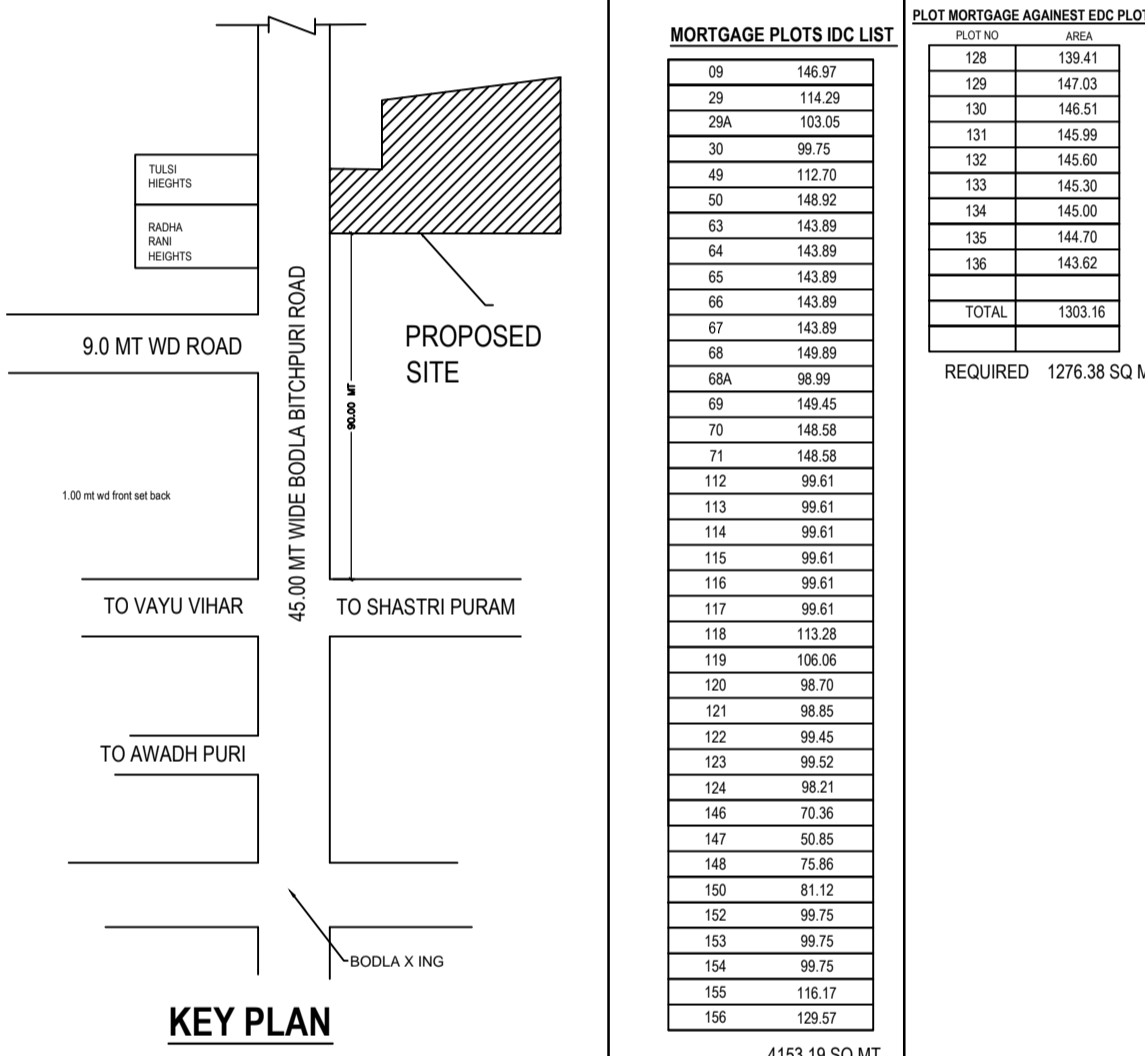 TULSI
HIEGHTS
RADHA
RANI
HEIGHTS
9.0 MT WD ROAD
45.00 MT WIDE BODLA BITCHPURI ROAD
PROPOSED
SITE
90.00 MT
1.00 mt wd front set back
TO VAYU VIHAR
TO SHASTRI PURAM
TO AWADH PURI
BODLA X ING
KEY PLAN
MORTGAGE PLOTS IDC LIST
09 146.97
29 114.29
29A 103.05
30 99.75
49 112.70
50 148.92
63 143.89
64 143.89
65 143.89
66 143.89
67 143.89
68 149.89
68A 98.99
69 149.45
70 148.58
71 148.58
112 99.61
113 99.61
114 99.61
115 99.61
116 99.61
117 99.61
118 113.28
119 106.06
120 98.70
121 98.85
122 99.45
123 99.52
124 98.21
146 70.36
147 50.85
148 75.86
150 81.12
152 99.75
153 99.75
154 99.75
155 116.17
156 129.57
4153.19 SQ MT
PLOT MORTGAGE AGAINEST EDC PLOT
PLOT NO AREA
128 139.41
129 147.03
130 146.51
131 145.99
132 145.60
133 145.30
134 145.00
135 144.70
136 143.62
TOTAL 1303.16
REQUIRED 1276.38 SQ M